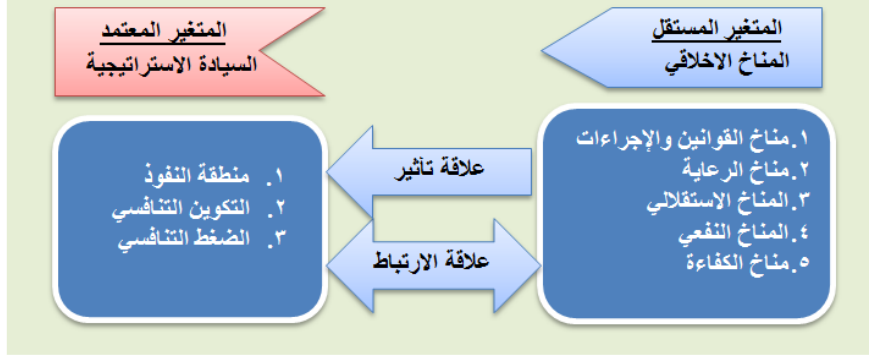 المتغير المستقل
المناخ الاخلاقي
المتغير المعتمد
السيادة الاستراتيجية
١.مناخ القوانين والإجراءات
٢.مناخ الرعاية
٣.المناخ الاستقلالي
٤.المناخ النفعي
٥.مناخ الكفاءة
علاقة تأثير
علاقة الارتباط
١. منطقة النفوذ
٢. التكوين التنافسي
٣. الضغط التنافسي